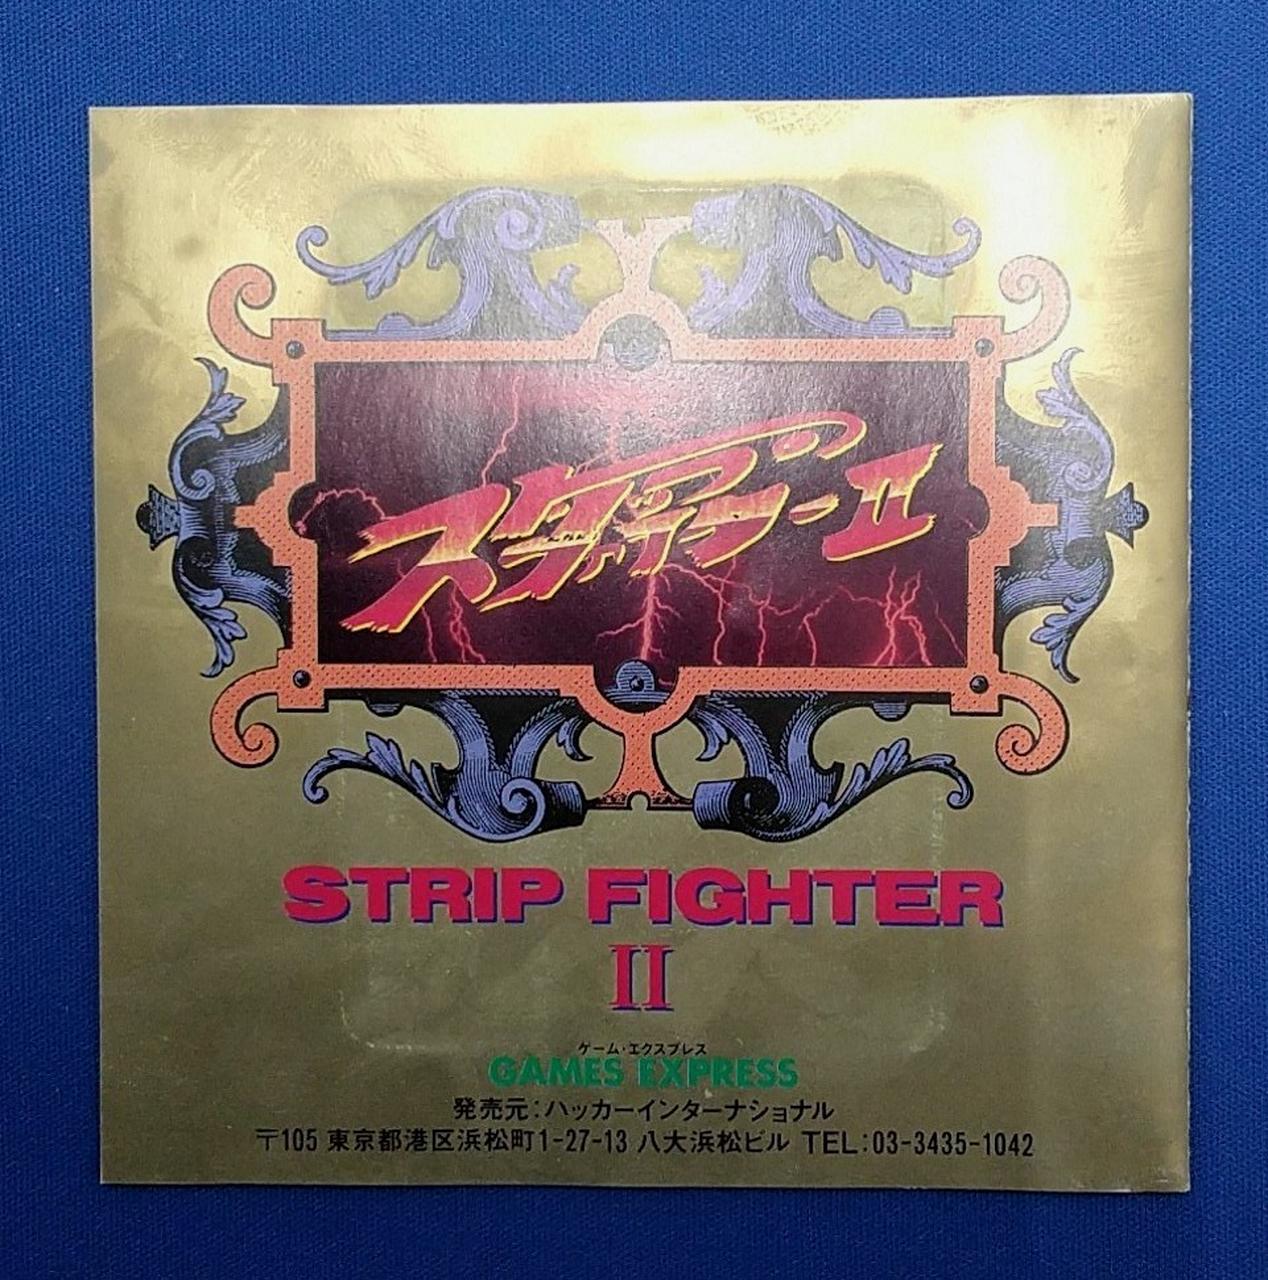 ストリップファイターII
STRIP FIGHTER
II
ゲーム・エクスプレス
GAMES EXPRESS
発売元：ハッカーインターナショナル
〒105 東京都港区浜松町1-27-13 八大浜松ビル TEL:03-3435-1042